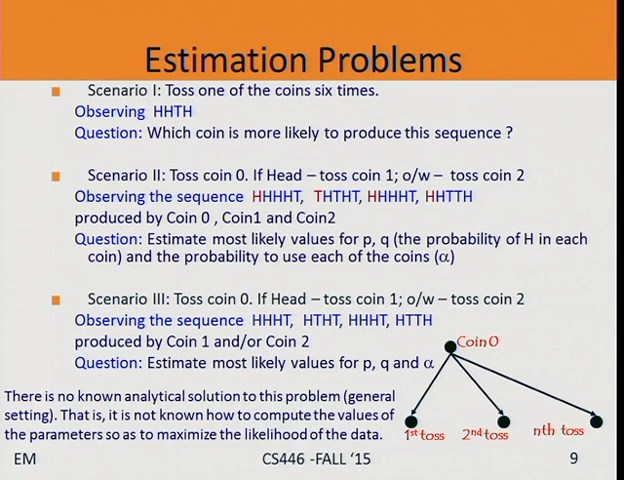 Estimation Problems
Scenario I: Toss one of the coins six times.
Observing HHTH
Question: Which coin is more likely to produce this sequence ?
Scenario II: Toss coin 0. If Head – toss coin 1; o/w – toss coin 2
Observing the sequence HHHHT, THTHT, HHHHT, HHTTH
produced by Coin 0 , Coin1 and Coin2
Question: Estimate most likely values for p, q (the probability of H in each
coin) and the probability to use each of the coins (α)
Scenario III: Toss coin 0. If Head – toss coin 1; o/w – toss coin 2
Observing the sequence HHHT, HTHT, HHHT, HTTH
produced by Coin 1 and/or Coin 2
Question: Estimate most likely values for p, q and α
Coin 0
There is no known analytical solution to this problem (general
setting). That is, it is not known how to compute the values of
the parameters so as to maximize the likelihood of the data.
1st toss 2nd toss nth toss
EM CS446 -FALL ‘15 9